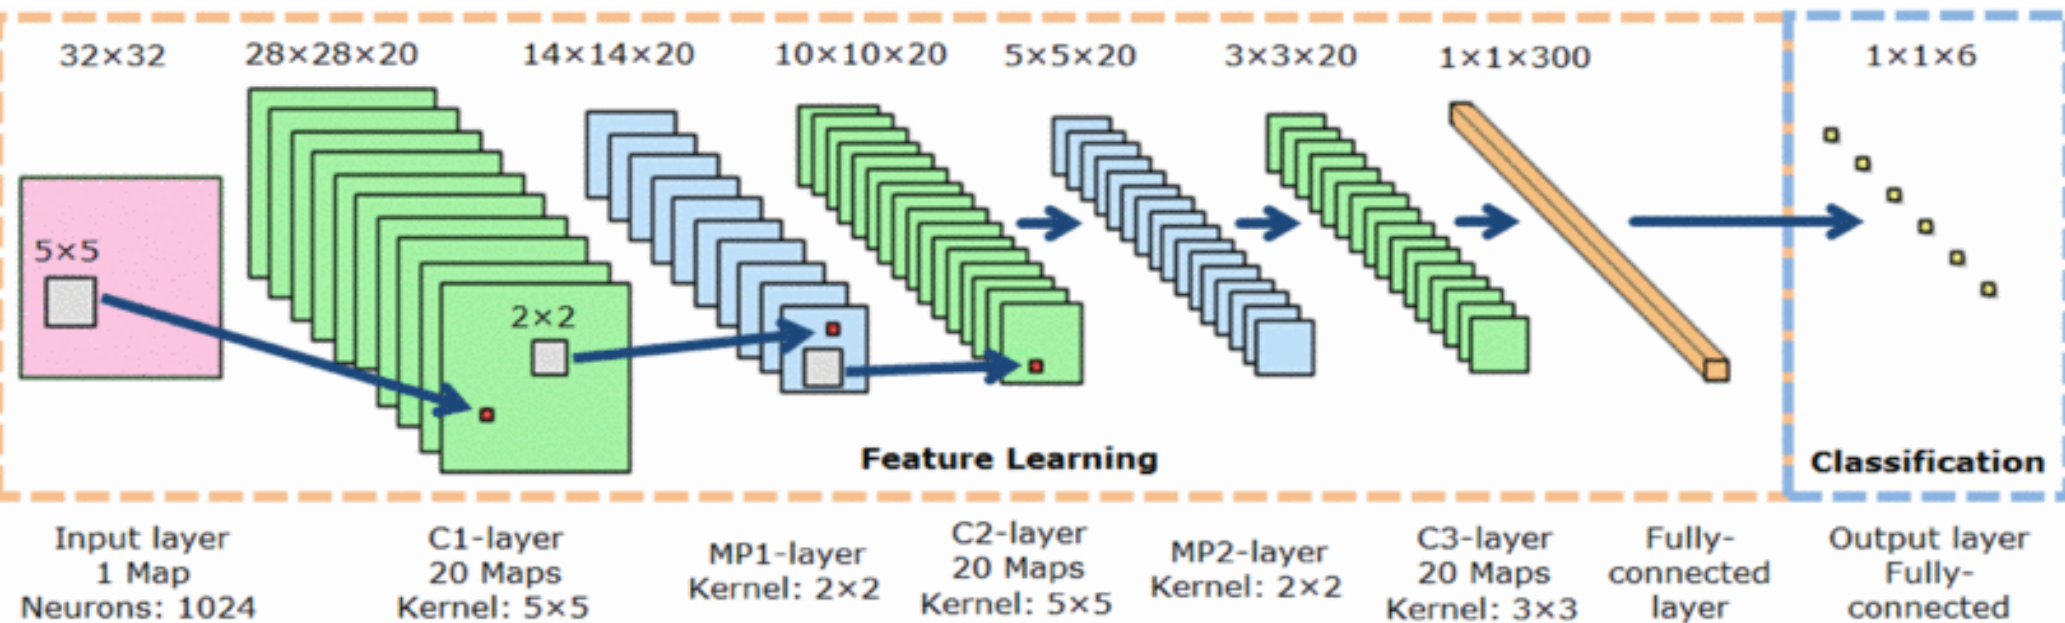 32×32
28×28×20
14×14×20
10×10×20
5×5×20
3×3×20
1×1×300
1×1×6
5×5
2×2
Feature Learning
Classification
Input layer
1 Map
Neurons: 1024
C1-layer
20 Maps
Kernel: 5×5
MP1-layer
Kernel: 2×2
C2-layer
20 Maps
Kernel: 5×5
MP2-layer
Kernel: 2×2
C3-layer
20 Maps
Kernel: 3×3
Fully-
connected
layer
Output layer
Fully-
connected